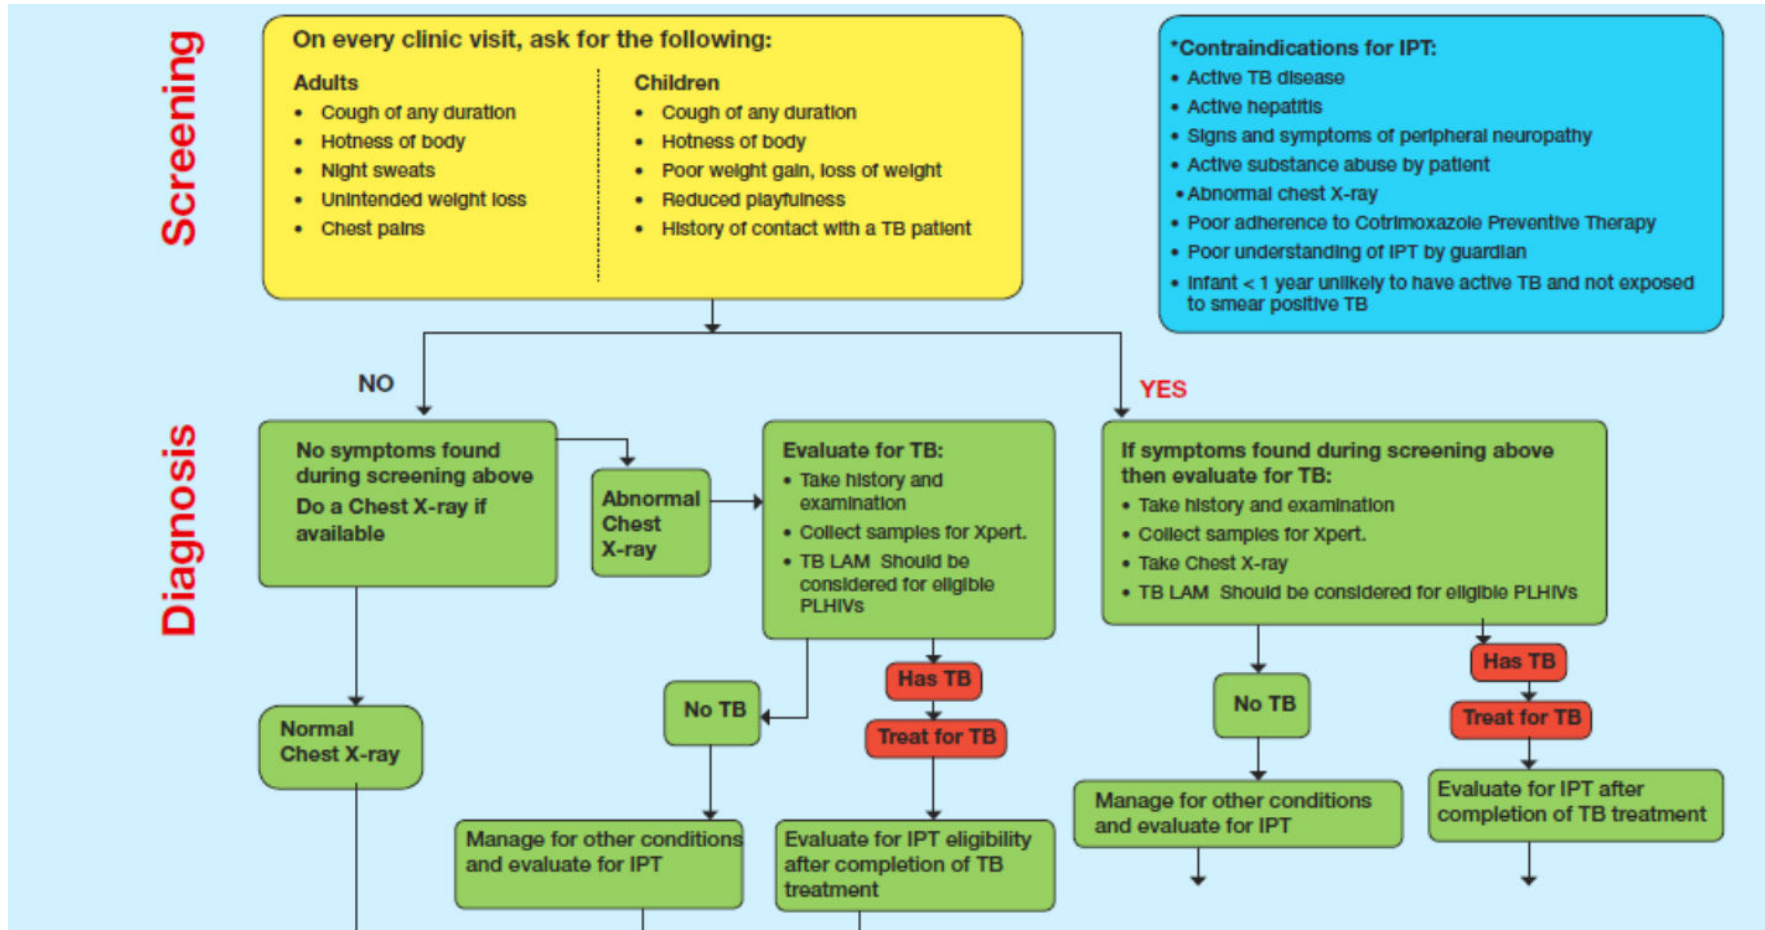 Screening
On every clinic visit, ask for the following:
Adults
• Cough of any duration
• Hotness of body
• Night sweats
• Unintended weight loss
• Chest pains
Children
• Cough of any duration
• Hotness of body
• Poor weight gain, loss of weight
• Reduced playfulness
• History of contact with a TB patient
*Contraindications for IPT:
• Active TB disease
• Active hepatitis
• Signs and symptoms of peripheral neuropathy
• Active substance abuse by patient
• Abnormal chest X-ray
• Poor adherence to Cotrimoxazole Preventive Therapy
• Poor understanding of IPT by guardian
• Infant < 1 year unlikely to have active TB and not exposed
to smear positive TB
NO
YES
Diagnosis
No symptoms found
during screening above
Do a Chest X-ray if
available
Abnormal
Chest
X-ray
Evaluate for TB:
• Take history and
examination
• Collect samples for Xpert.
• TB LAM Should be
considered for eligible
PLHIVs
If symptoms found during screening above
then evaluate for TB:
• Take history and examination
• Collect samples for Xpert.
• Take Chest X-ray
• TB LAM Should be considered for eligible PLHIVs
Normal
Chest X-ray
No TB
Has TB
Treat for TB
No TB
Has TB
Treat for TB
Manage for other conditions
and evaluate for IPT
Evaluate for IPT eligibility
after completion of TB
treatment
Manage for other conditions
and evaluate for IPT
Evaluate for IPT after
completion of TB treatment